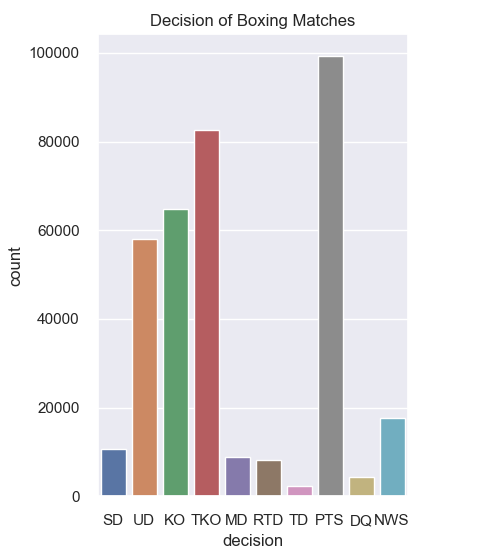 Decision of Boxing Matches
100000
80000
60000
40000
20000
0
count
SD UD KO TKO MD RTD TD PTS DQ NWS
decision